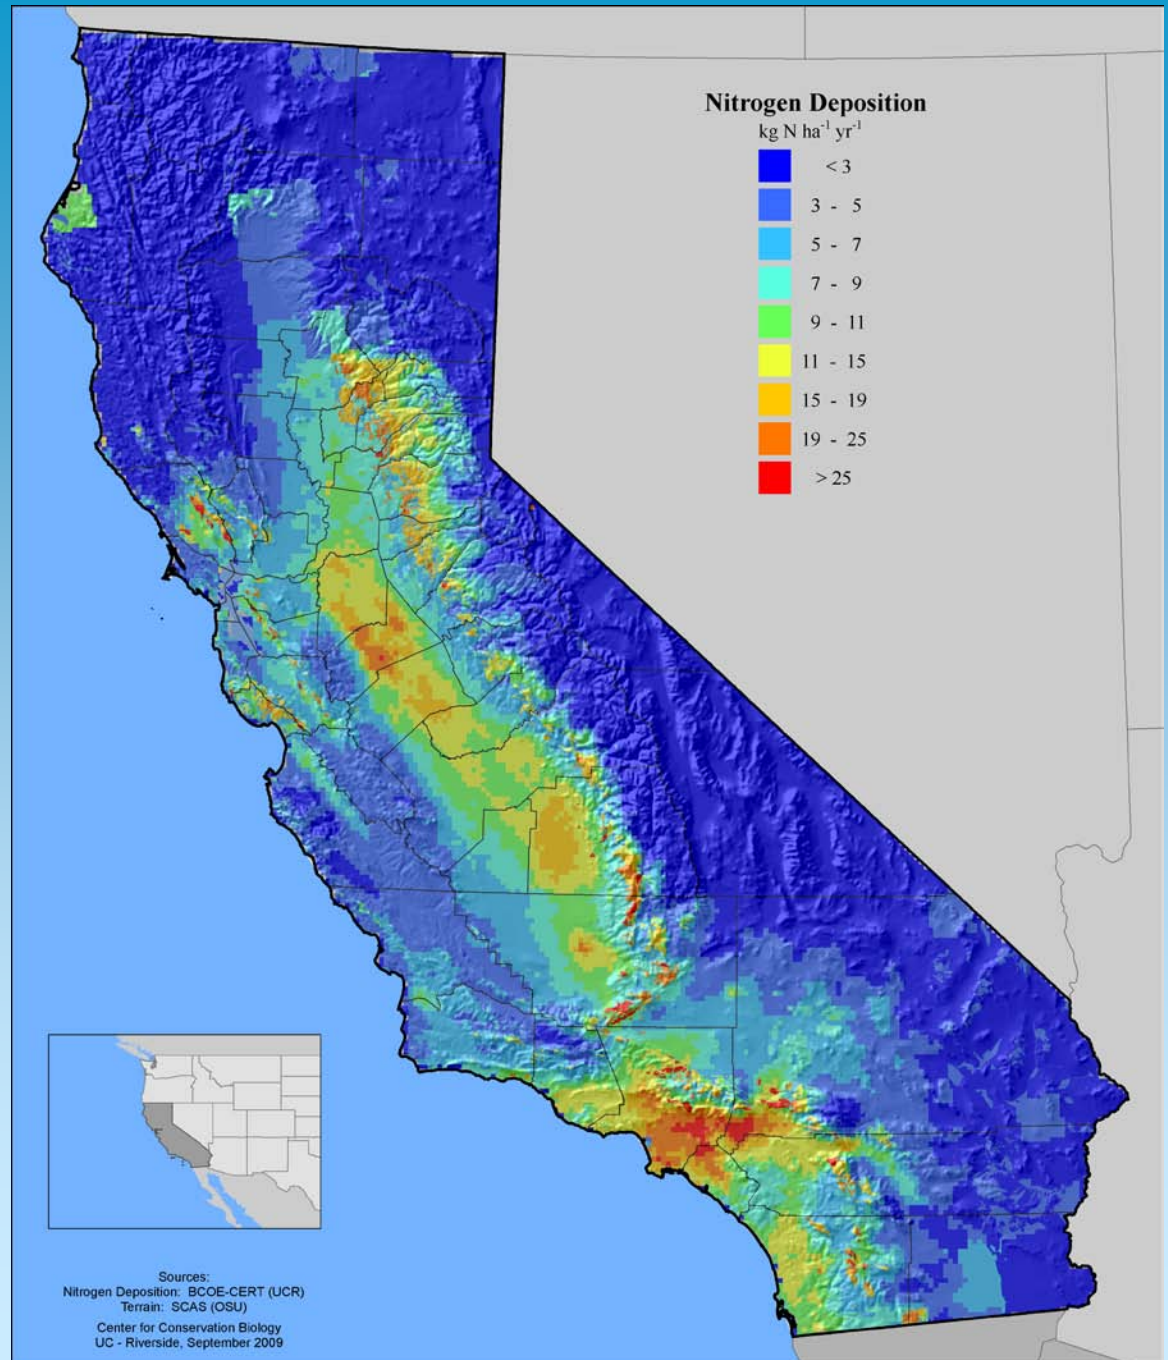 Nitrogen Deposition
kg N ha⁻¹ yr⁻¹
< 3
3 - 5
5 - 7
7 - 9
9 - 11
11 - 15
15 - 19
19 - 25
> 25
Sources:
Nitrogen Deposition: BCOE-CERT (UCR)
Terrain: SCAS (OSU)
Center for Conservation Biology
UC - Riverside, September 2009